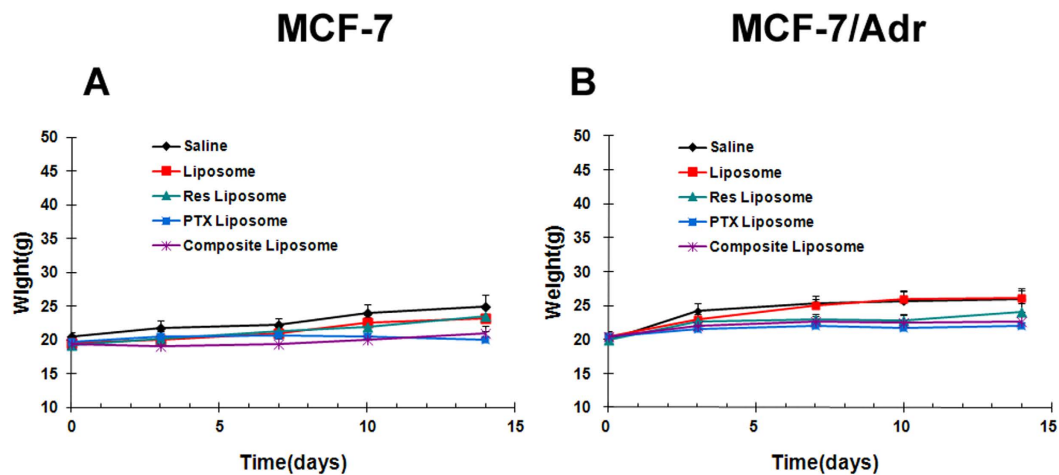 MCF-7
MCF-7/Adr
A
50
45
40
35
30
25
20
15
10
WIght(g)
Saline
Liposome
Res Liposome
PTX Liposome
Composite Liposome
0
5
10
15
Time(days)
B
50
45
40
35
30
25
20
15
10
Weight(g)
Saline
Liposome
Res Liposome
PTX Liposome
Composite Liposome
0
5
10
15
Time(days)